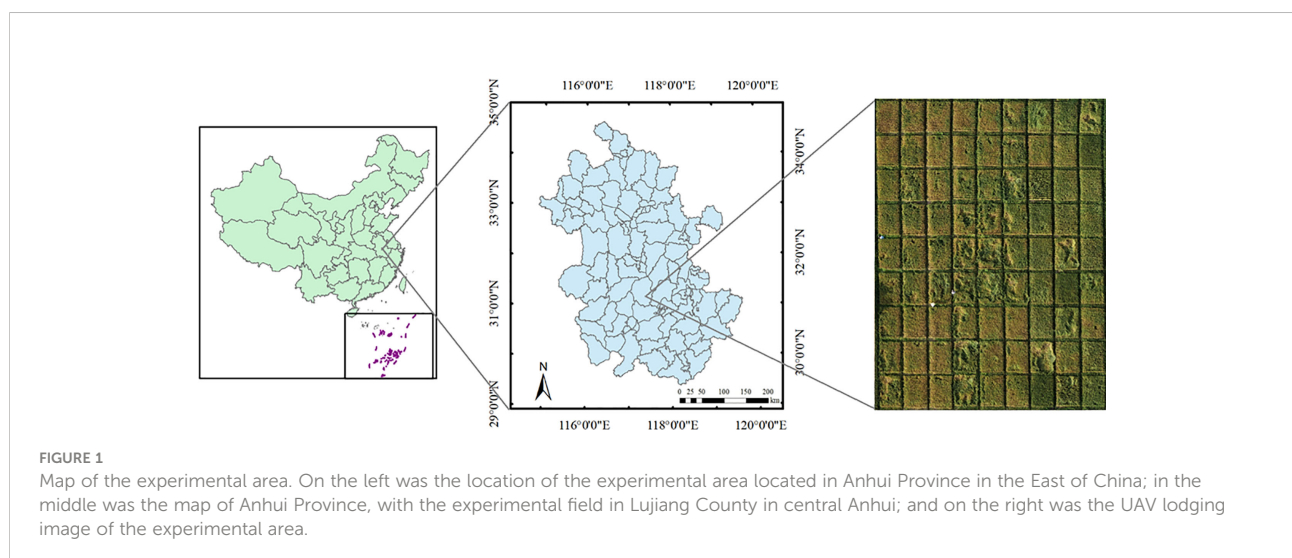 116°0'0"E 118°0'0"E 120°0'0"E
35°0'0"N
34°0'0"N
33°0'0"N
32°0'0"N
31°0'0"N
30°0'0"N
29°0'0"N
N
0 25 50 100 150 200
km
116°0'0"E 118°0'0"E 120°0'0"E
FIGURE 1
Map of the experimental area. On the left was the location of the experimental area located in Anhui Province in the East of China; in the
middle was the map of Anhui Province, with the experimental field in Lujiang County in central Anhui; and on the right was the UAV lodging
image of the experimental area.